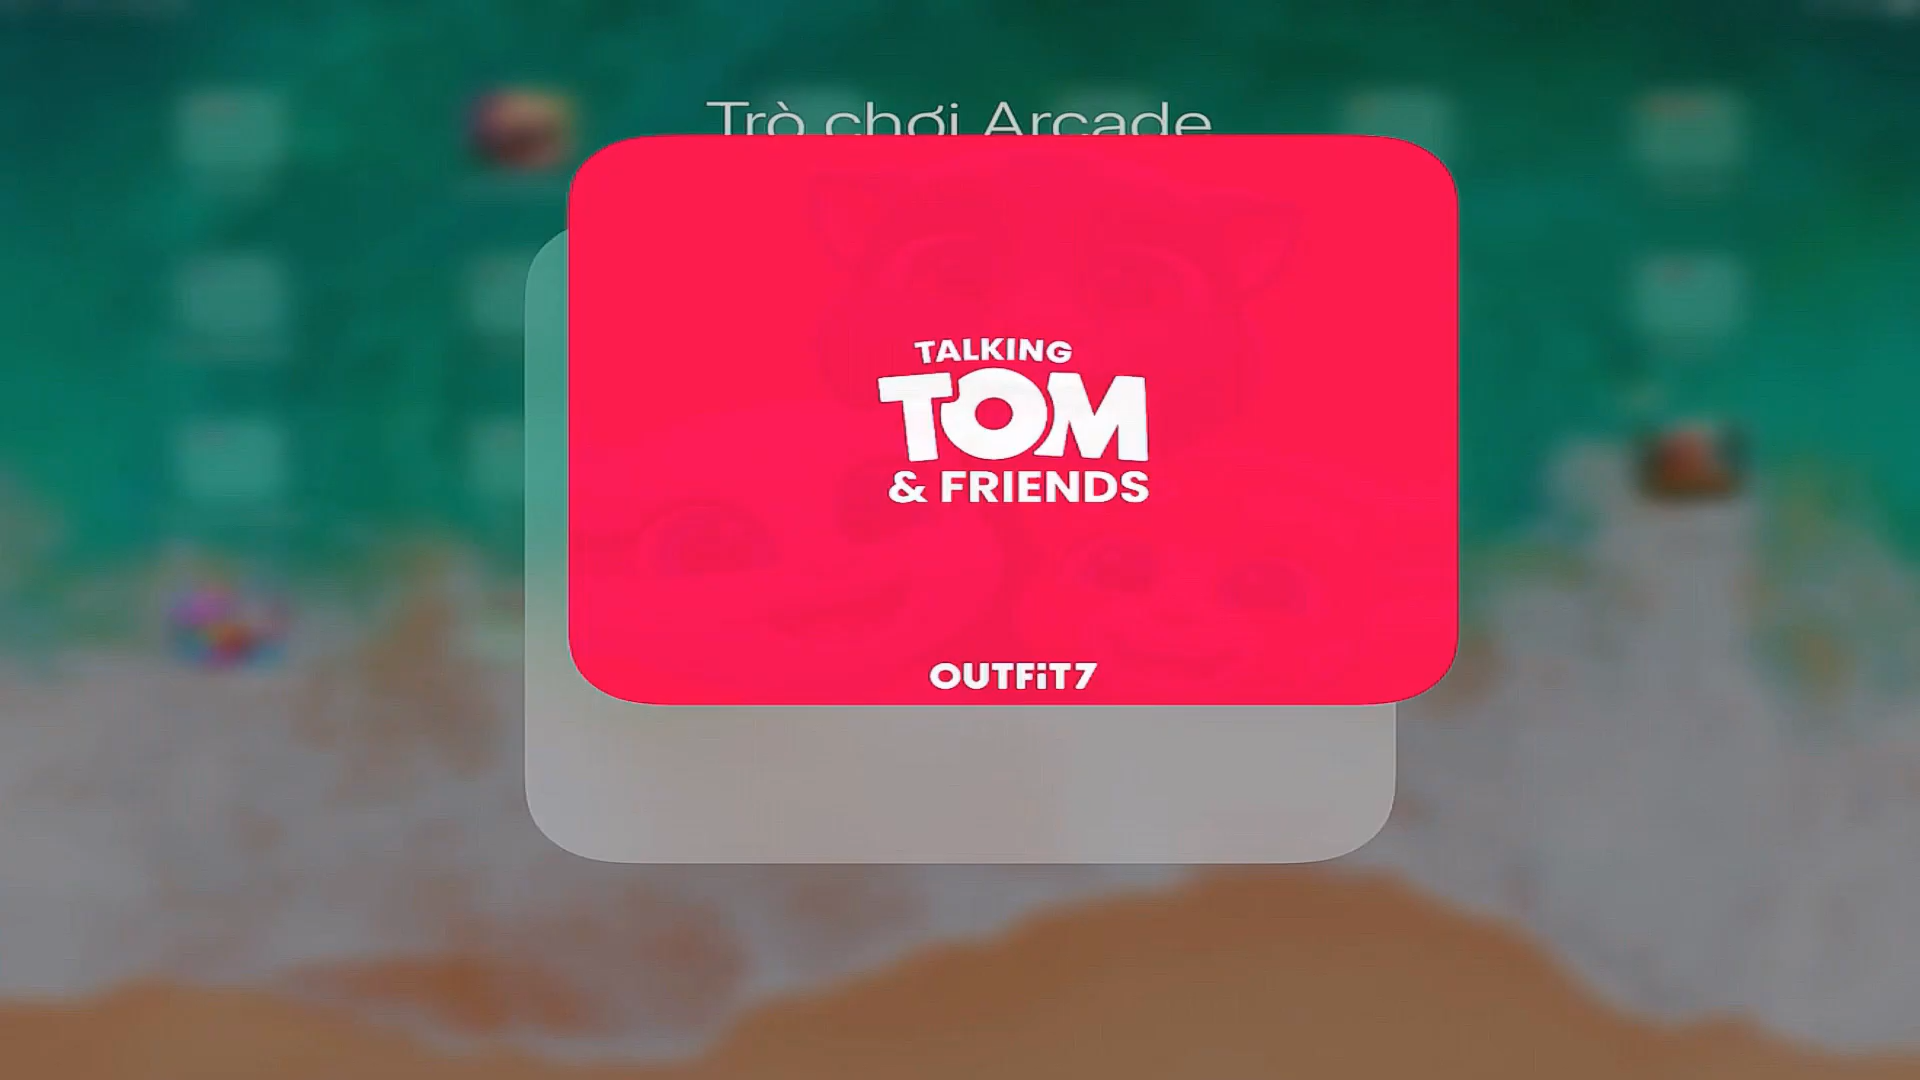 Trò chơi Arcade
TALKING
TOM
& FRIENDS
OUTFiT7